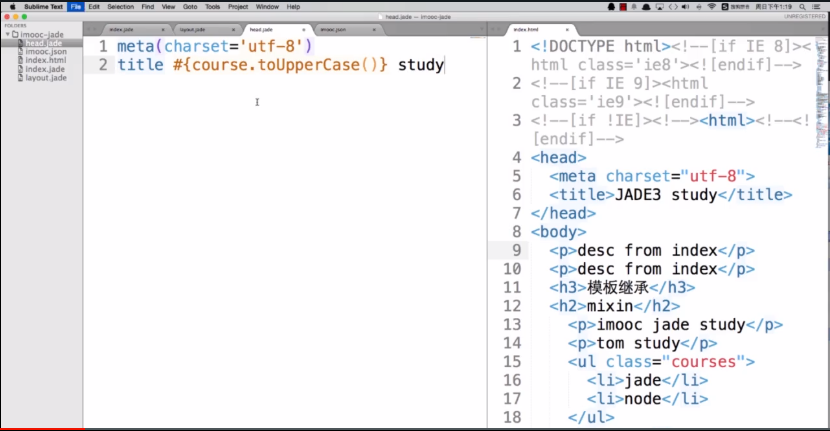 Sublime Text File Edit Selection Find View Goto Tools Project Window Help
周日下午1:19
head.jade — imooc-jade
UNREGISTERED
FOLDERS
imooc-jade
head.jade
imooc.json
index.html
index.jade
layout.jade
index.jade
layout.jade
head.jade
imooc.json
1 meta(charset='utf-8')
2 title #{course.toUpperCase()} study
index.html
1 <!DOCTYPE html><!--[if IE 8]><
html class='ie8'><![endif]-->
2 <!--[if IE 9]><html
class='ie9'><![endif]-->
3 <!--[if !IE]><!--><html><!--<!
[endif]-->
4 <head>
5 <meta charset="utf-8">
6 <title>JADE3 study</title>
7 </head>
8 <body>
9 <p>desc from index</p>
10 <p>desc from index</p>
11 <h3>模板继承</h3>
12 <h2>mixin</h2>
13 <p>imooc jade study</p>
14 <p>tom study</p>
15 <ul class="courses">
16 <li>jade</li>
17 <li>node</li>
18 </ul>